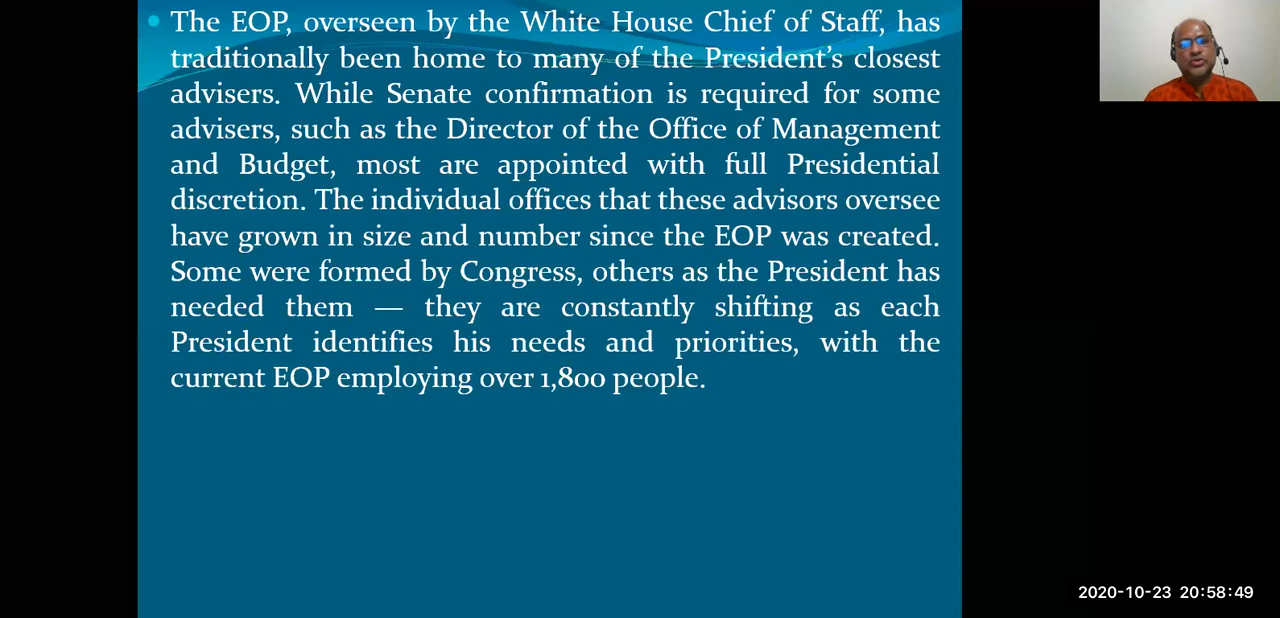 The EOP, overseen by the White House Chief of Staff, has
traditionally been home to many of the President’s closest
advisers. While Senate confirmation is required for some
advisers, such as the Director of the Office of Management
and Budget, most are appointed with full Presidential
discretion. The individual offices that these advisors oversee
have grown in size and number since the EOP was created.
Some were formed by Congress, others as the President has
needed them — they are constantly shifting as each
President identifies his needs and priorities, with the
current EOP employing over 1,800 people.
2020-10-23 20:58:49